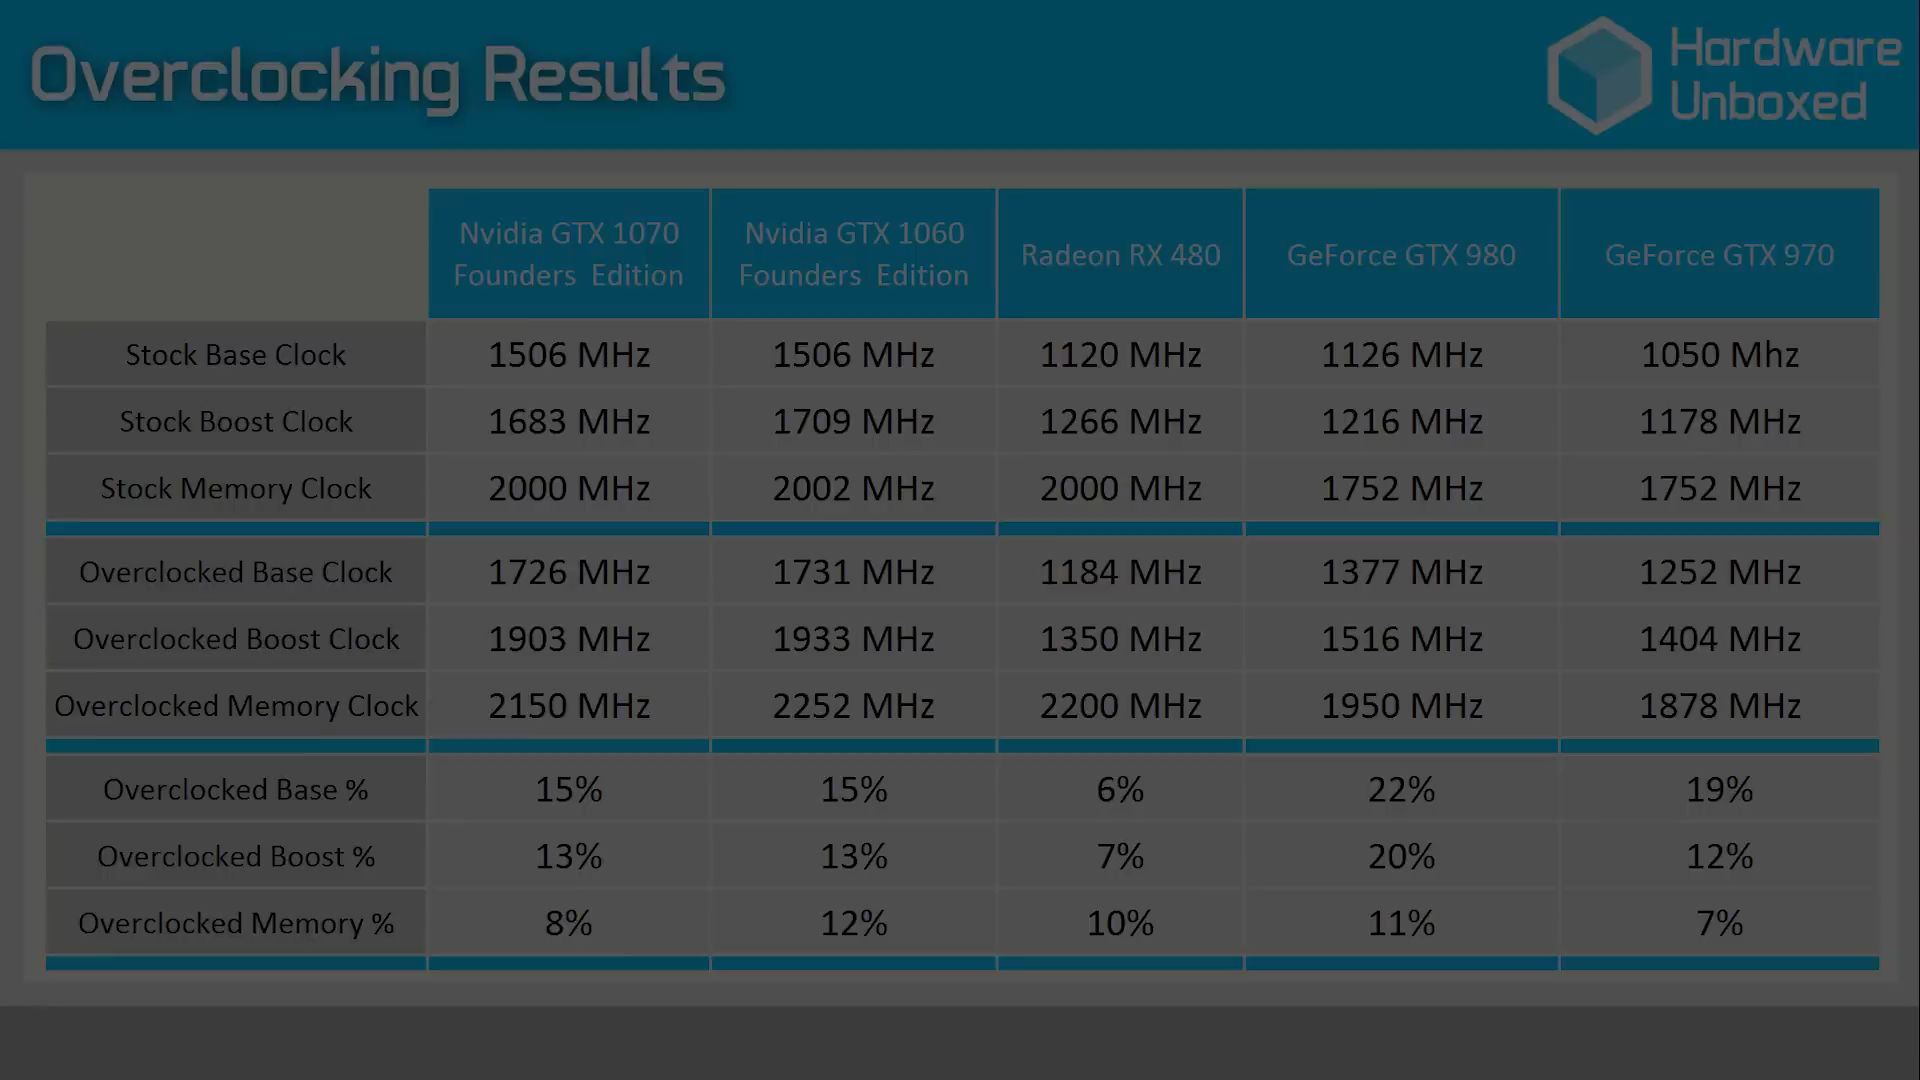 Overclocking Results
Hardware
Unboxed
Nvidia GTX 1070
Founders Edition
Nvidia GTX 1060
Founders Edition
Radeon RX 480
GeForce GTX 980
GeForce GTX 970
Stock Base Clock 1506 MHz 1506 MHz 1120 MHz 1126 MHz 1050 Mhz
Stock Boost Clock 1683 MHz 1709 MHz 1266 MHz 1216 MHz 1178 MHz
Stock Memory Clock 2000 MHz 2002 MHz 2000 MHz 1752 MHz 1752 MHz
Overclocked Base Clock 1726 MHz 1731 MHz 1184 MHz 1377 MHz 1252 MHz
Overclocked Boost Clock 1903 MHz 1933 MHz 1350 MHz 1516 MHz 1404 MHz
Overclocked Memory Clock 2150 MHz 2252 MHz 2200 MHz 1950 MHz 1878 MHz
Overclocked Base % 15% 15% 6% 22% 19%
Overclocked Boost % 13% 13% 7% 20% 12%
Overclocked Memory % 8% 12% 10% 11% 7%